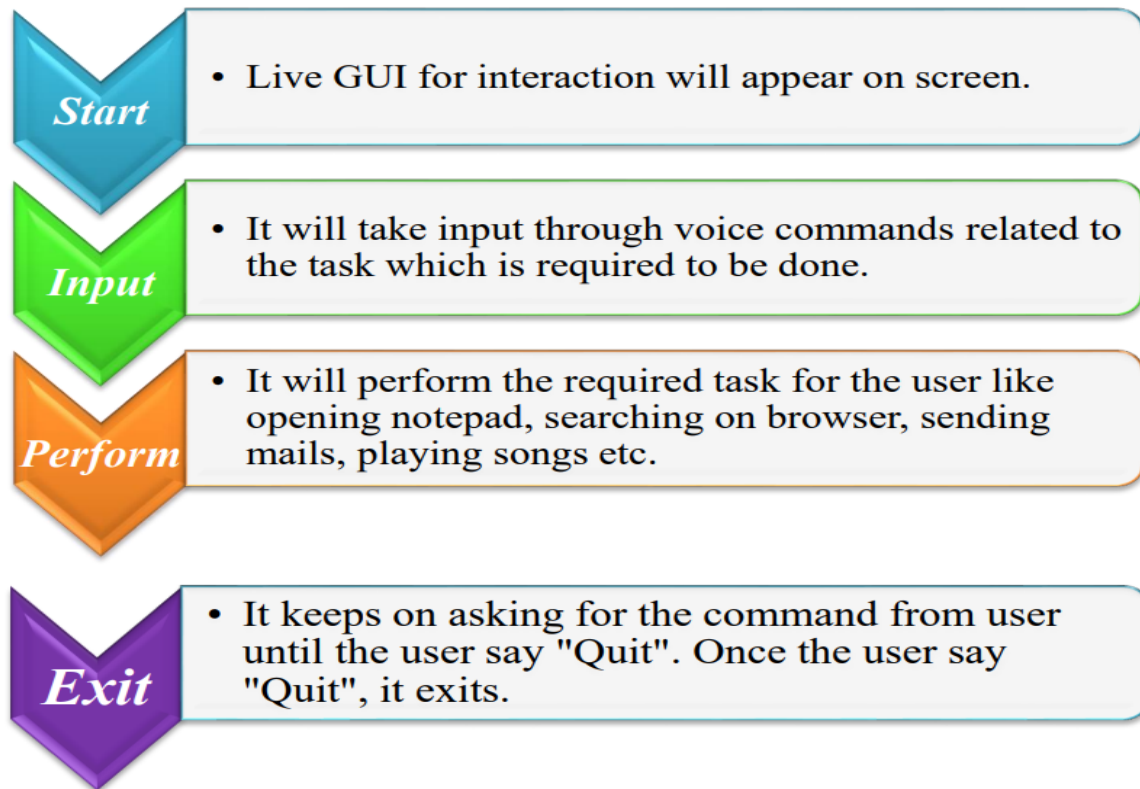 Start
• Live GUI for interaction will appear on screen.
Input
• It will take input through voice commands related to
the task which is required to be done.
Perform
• It will perform the required task for the user like
opening notepad, searching on browser, sending
mails, playing songs etc.
Exit
• It keeps on asking for the command from user
until the user say "Quit". Once the user say
"Quit", it exits.